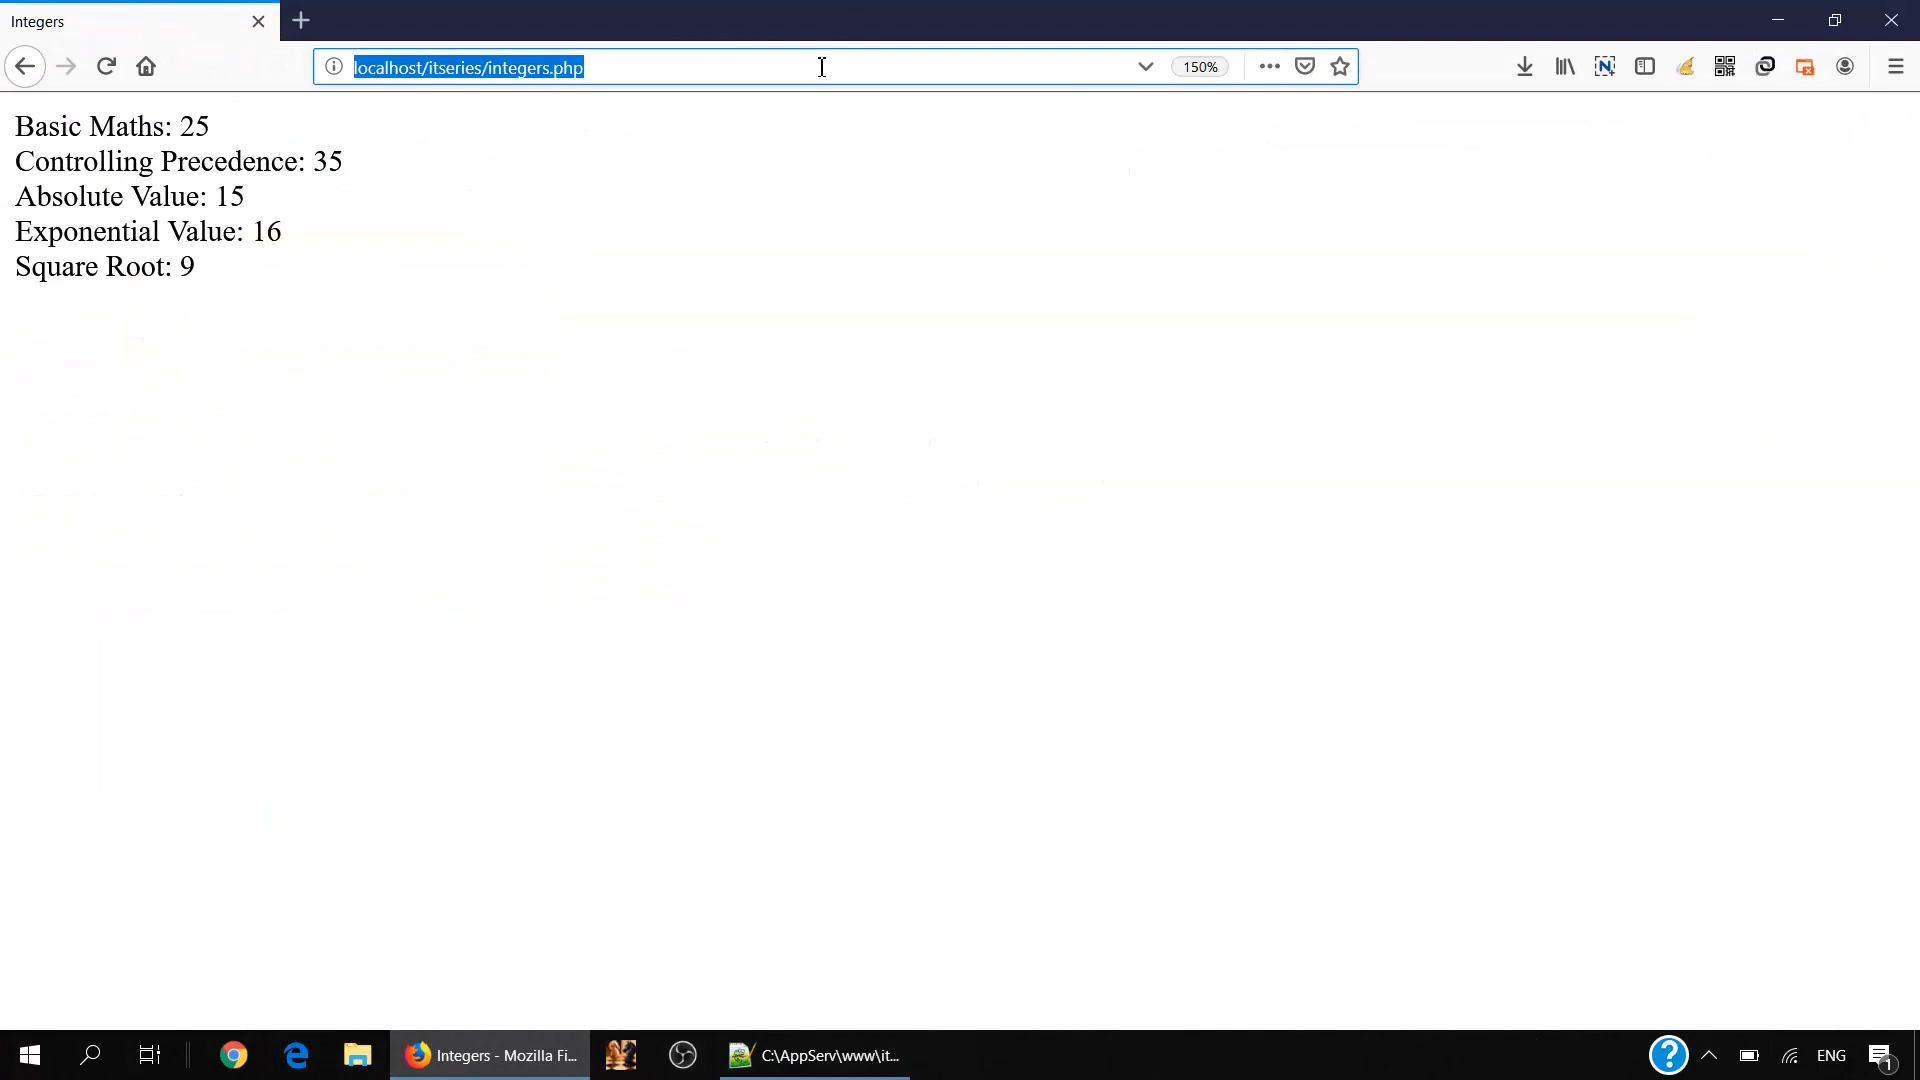 Integers
localhost/itseries/integers.php
150%
Basic Maths: 25
Controlling Precedence: 35
Absolute Value: 15
Exponential Value: 16
Square Root: 9
Integers - Mozilla Fi...
C:\AppServ\www\it...
ENG
1